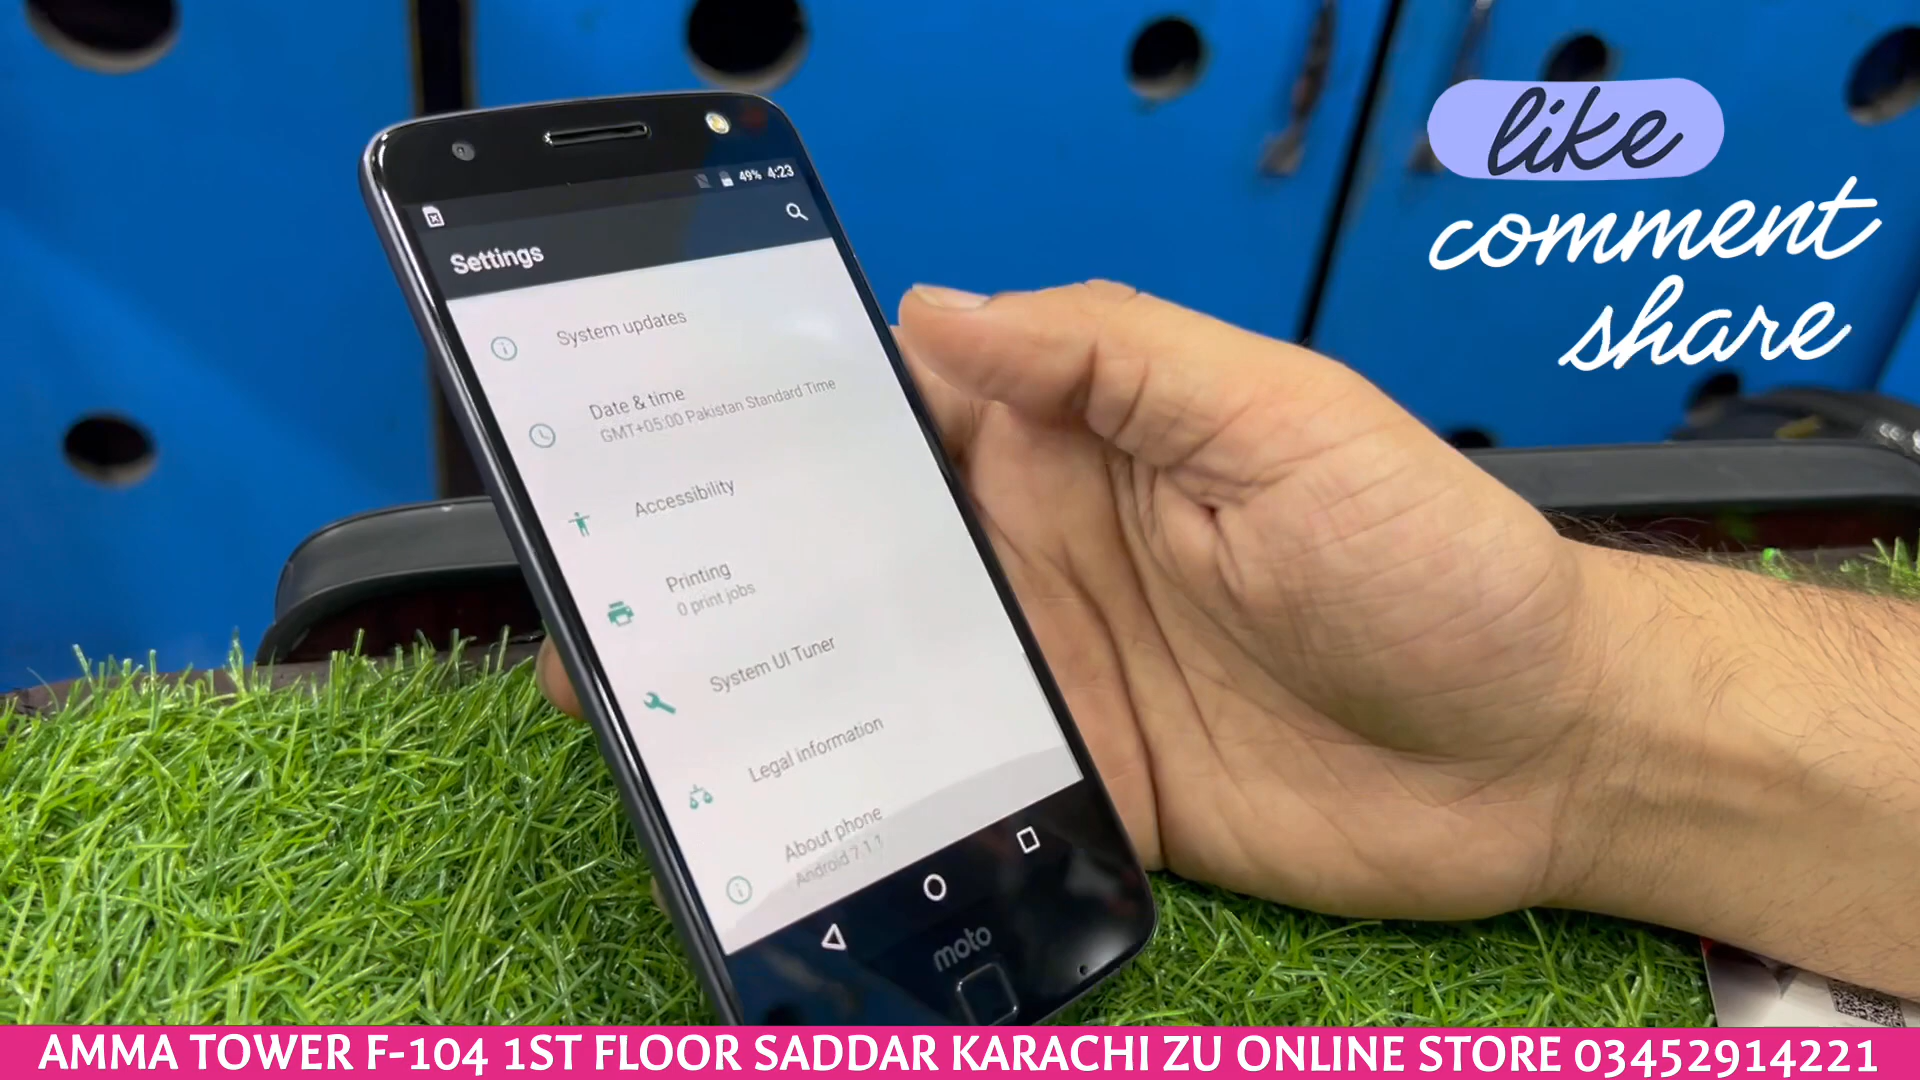 like
comment
share
49% 4:23
Settings
System updates
Date & time
GMT+05:00 Pakistan Standard Time
Accessibility
Printing
0 print jobs
System UI Tuner
Legal information
About phone
Android 7.1.1
moto
AMMA TOWER F-104 1ST FLOOR SADDAR KARACHI ZU ONLINE STORE 03452914221